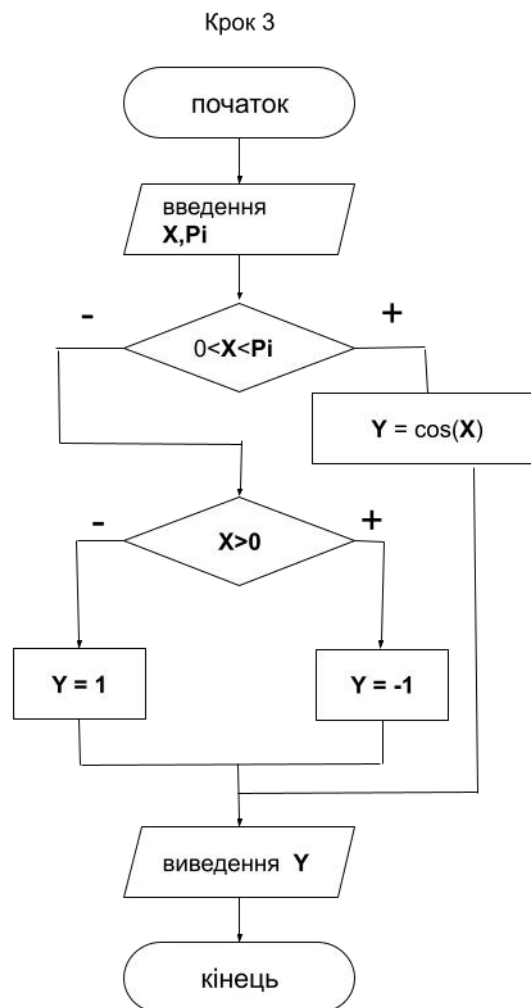 Крок 3
початок
введення
X,Pi
-
+
0<X<Pi
Y = cos(X)
-
+
X>0
Y = 1
Y = -1
виведення Y
кінець